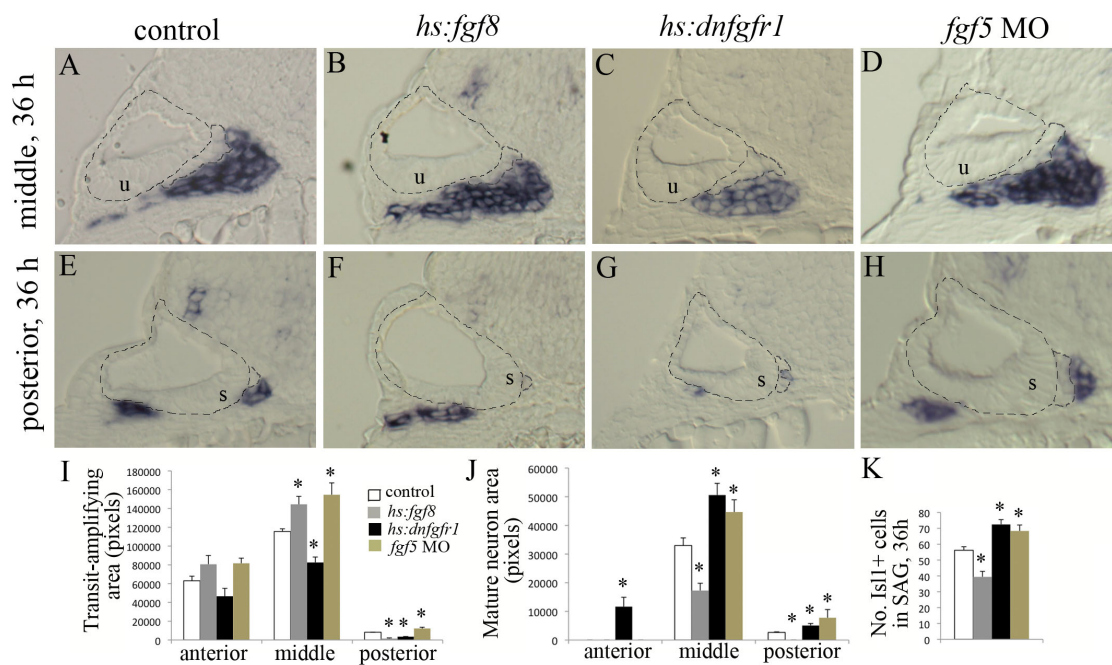 control hs:fgf8 hs:dnfgfr1 fgf5 MO
middle, 36 h
A B C D
u u u u
posterior, 36 h
E F G H
s s s s
I
Transit-amplifying
area (pixels)
180000
160000
140000
120000
100000
80000
60000
40000
20000
0
* * *
* * *
control
hs:fgf8
hs:dnfgfr1
fgf5 MO
anterior middle posterior
J
Mature neuron area
(pixels)
60000
50000
40000
30000
20000
10000
0
* * * *
* * *
anterior middle posterior
K
No. Isl1+ cells
in SAG, 36h
80
70
60
50
40
30
20
10
0
* * *